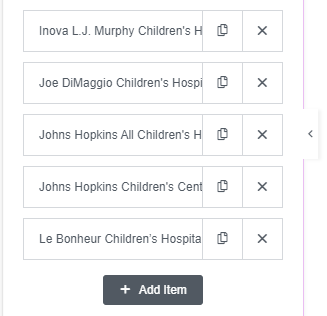 Inova L.J. Murphy Children's H
Joe DiMaggio Children's Hospi
Johns Hopkins All Children's H
Johns Hopkins Children's Cent
Le Bonheur Children's Hospita
+ Add Item